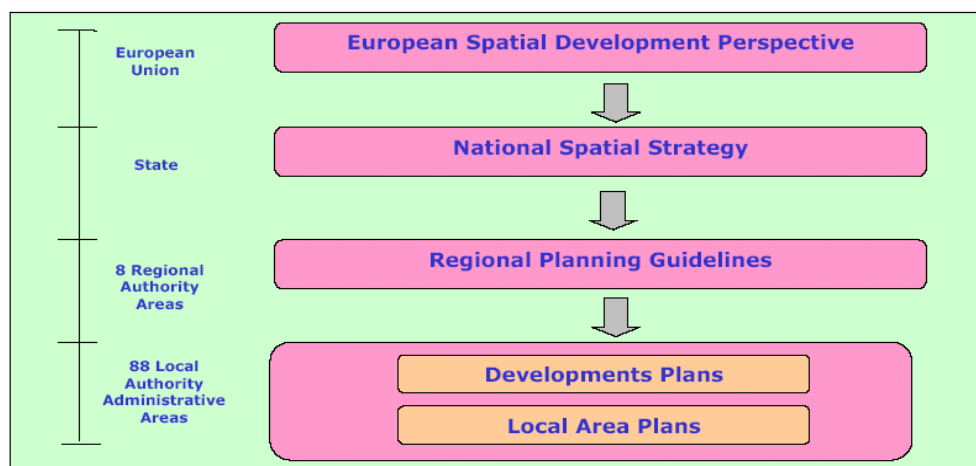 European
Union
European Spatial Development Perspective
State
National Spatial Strategy
8 Regional
Authority
Areas
Regional Planning Guidelines
88 Local
Authority
Administrative
Areas
Developments Plans
Local Area Plans